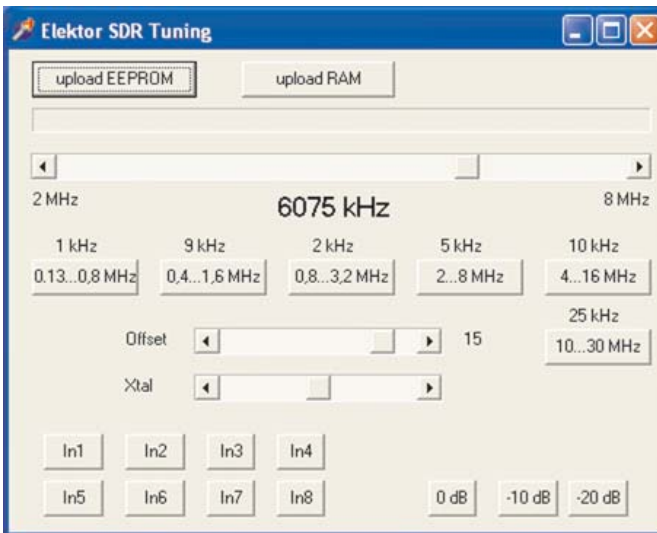 Elektor SDR Tuning
upload EEPROM upload RAM
2 MHz 6075 kHz 8 MHz
1 kHz 9 kHz 2 kHz 5 kHz 10 kHz
0.13...0,8 MHz 0,4...1,6 MHz 0,8...3,2 MHz 2...8 MHz 4...16 MHz
25 kHz
Offset 15 10...30 MHz
Xtal
In1 In2 In3 In4
In5 In6 In7 In8 0 dB -10 dB -20 dB